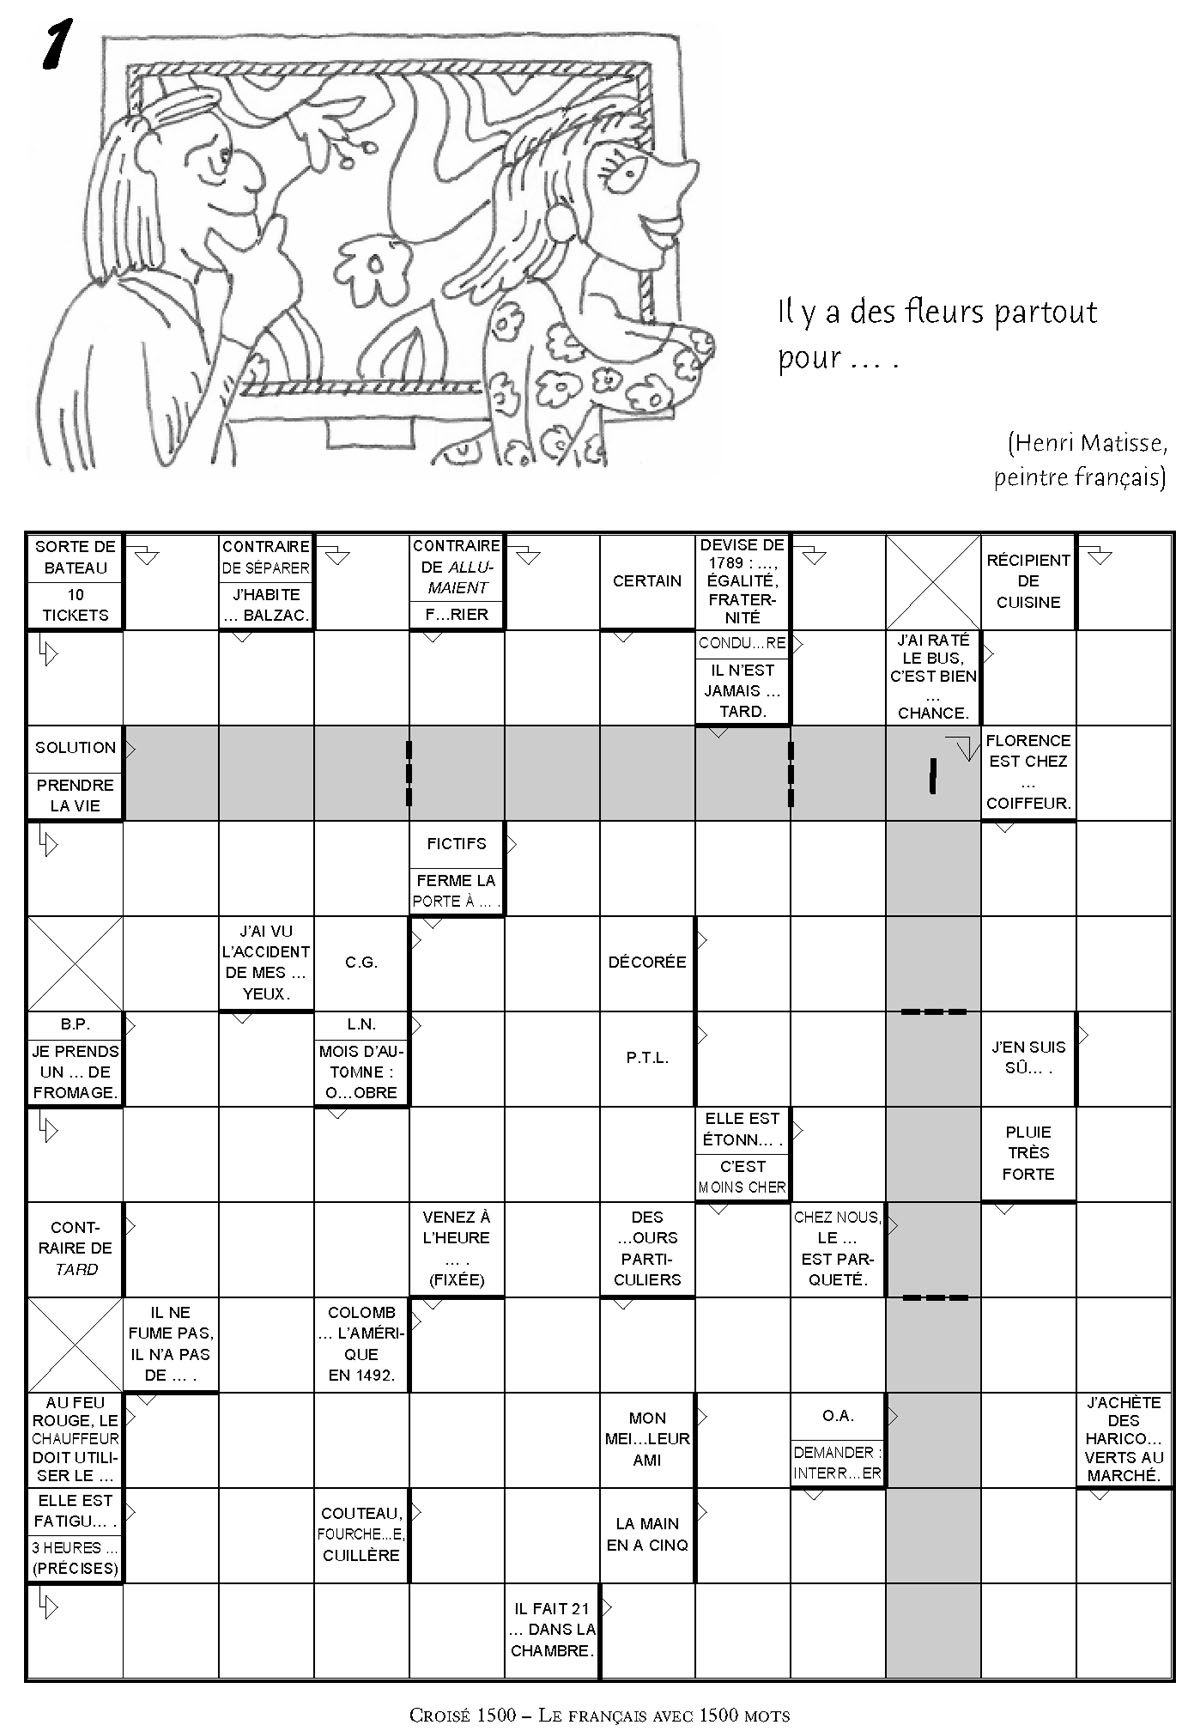 1
Il y a des fleurs partout
pour ... .
(Henri Matisse,
peintre français)
SORTE DE
BATEAU
10
TICKETS
CONTRAIRE
DE SÉPARER
J'HABITE
... BALZAC.
CONTRAIRE
DE ALLU-
MAIENT
F...RIER
CERTAIN
DEVISE DE
1789 : ...,
ÉGALITÉ,
FRATER-
NITÉ
RÉCIPIENT
DE
CUISINE
CONDU...RE
IL N'EST
JAMAIS ...
TARD.
J'AI RATÉ
LE BUS,
C'EST BIEN
...
CHANCE.
SOLUTION
PRENDRE
LA VIE
I
FLORENCE
EST CHEZ
...
COIFFEUR.
FICTIFS
FERME LA
PORTE À ... .
J'AI VU
L'ACCIDENT
DE MES ...
YEUX.
C.G.
DÉCORÉE
B.P.
JE PRENDS
UN ... DE
FROMAGE.
L.N.
MOIS D'AU-
TOMNE :
O...OBRE
P.T.L.
J'EN SUIS
SÛ... .
ELLE EST
ÉTONN... .
C'EST
MOINS CHER
PLUIE
TRÈS
FORTE
CONT-
RAIRE DE
TARD
VENEZ À
L'HEURE
... .
(FIXÉE)
DES
...OURS
PARTI-
CULIERS
CHEZ NOUS,
LE ...
EST PAR-
QUETÉ.
IL NE
FUME PAS,
IL N'A PAS
DE ... .
COLOMB
... L'AMÉRI-
QUE
EN 1492.
AU FEU
ROUGE, LE
CHAUFFEUR
DOIT UTILI-
SER LE ...
MON
MEI...LEUR
AMI
O.A.
DEMANDER :
INTERR...ER
J'ACHÈTE
DES
HARICO...
VERTS AU
MARCHÉ.
ELLE EST
FATIGU... .
3 HEURES ...
(PRÉCISES)
COUTEAU,
FOURCHE...E,
CUILLÈRE
LA MAIN
EN A CINQ
IL FAIT 21
... DANS LA
CHAMBRE.
CROISÉ 1500 – LE FRANÇAIS AVEC 1500 MOTS